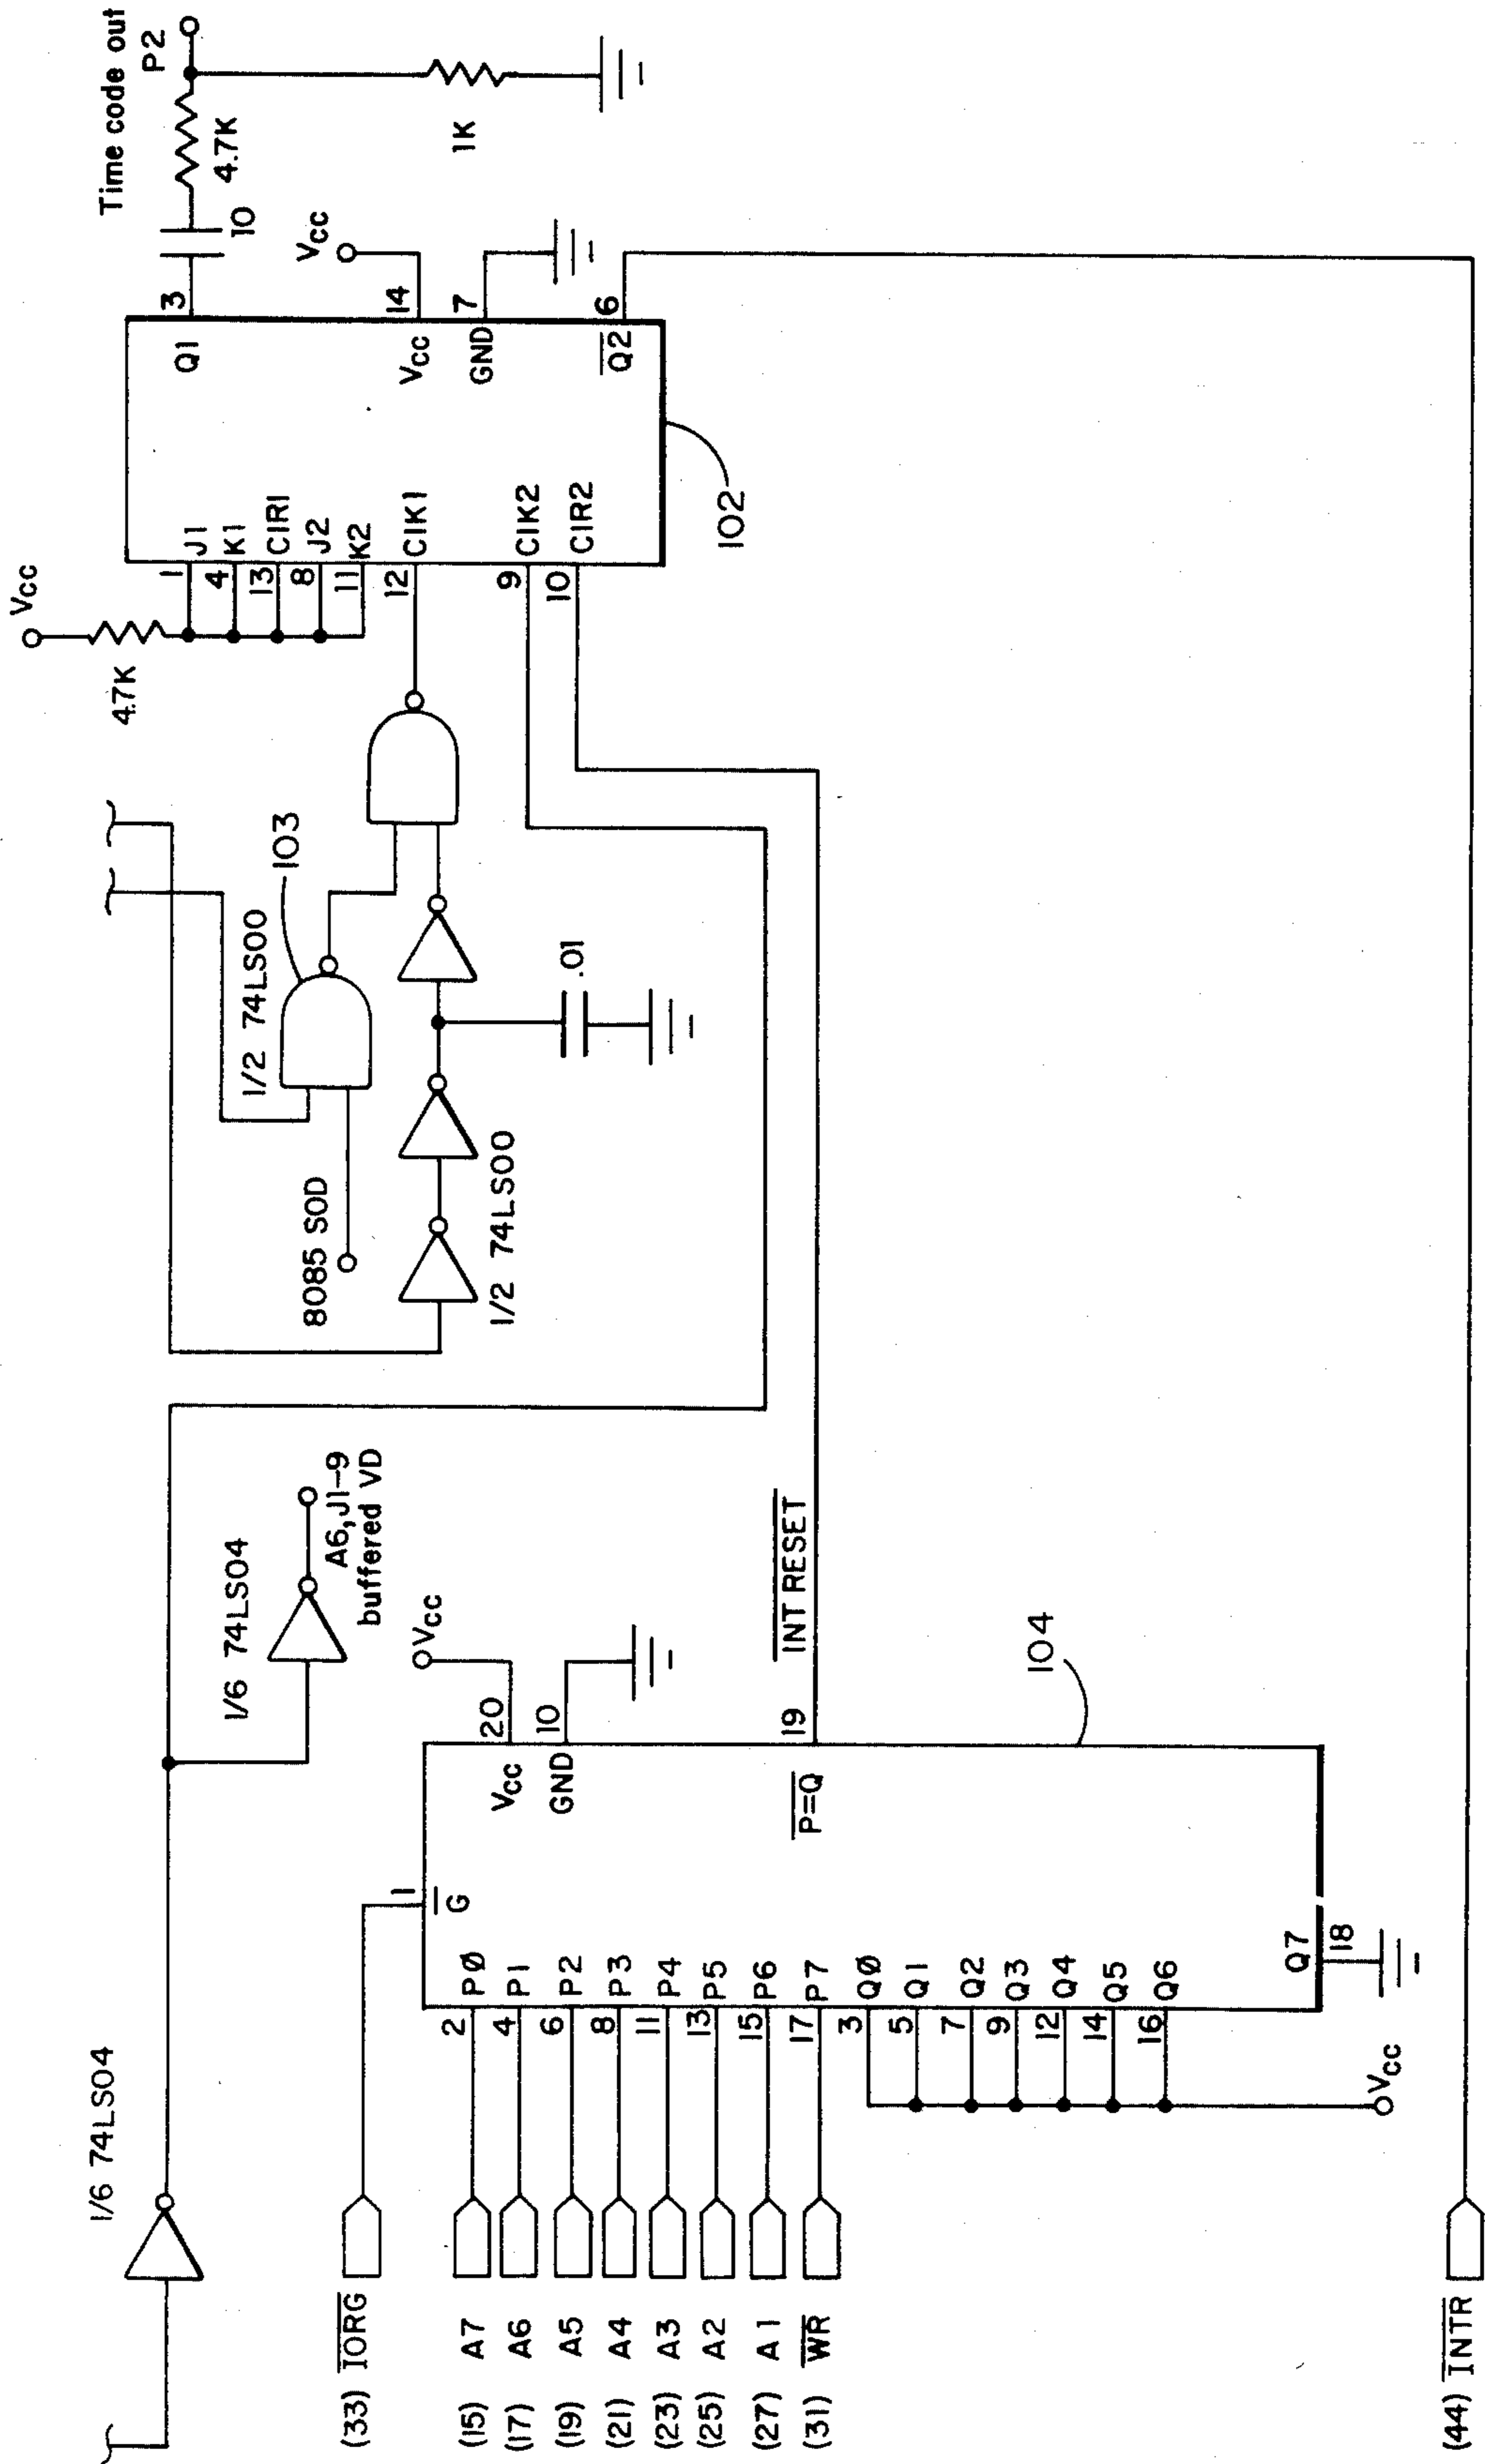 Time code out
P2
4.7K
10
1K
Vcc
3
14
7
6
Q1
Vcc
GND
Q2
102
J1
K1
CIR1
J2
K2
CIK1
CIK2
CIR2
1
4
13
8
11
12
9
10
Vcc
4.7K
103
1/2 74LS00
8085 SOD
.01
1/2 74LS00
1/6 74LS04
A6,J1-9
buffered VD
Vcc
20
10
19
INT RESET
104
Vcc
GND
P=Q
1
G
P0
P1
P2
P3
P4
P5
P6
P7
Q0
Q1
Q2
Q3
Q4
Q5
Q6
Q7
18
2
4
6
8
11
13
15
17
3
5
7
9
12
14
16
Vcc
1/6 74LS04
(33) IORG
(15) A7
(17) A6
(19) A5
(21) A4
(23) A3
(25) A2
(27) A1
(31) WR
(44) INTR